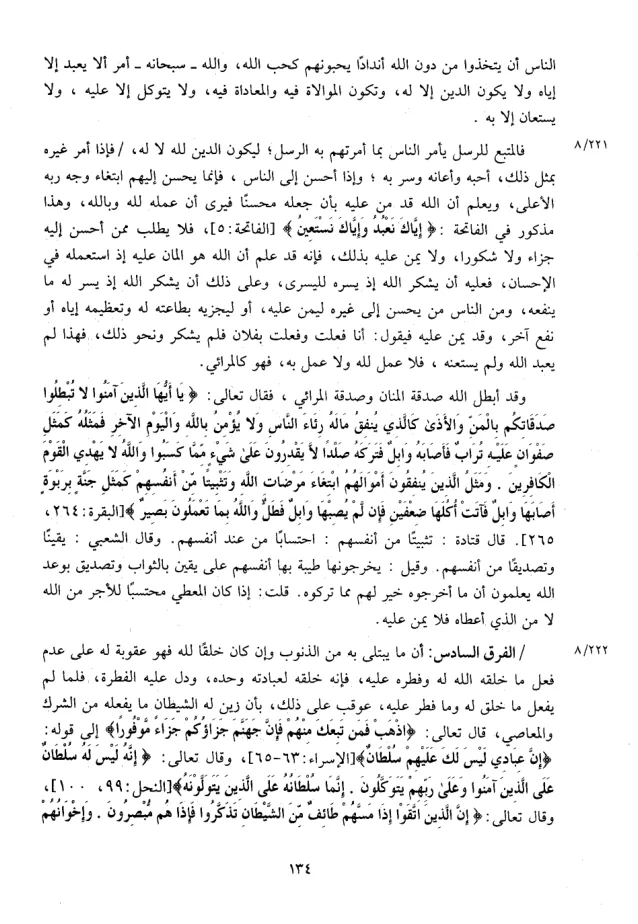 الناس أن يتخذوا من دون الله أندادًا يحبونهم كحب الله، والله ـ سبحانه ـ أمر ألا يعبد إلا
إياه ولا يكون الدين إلا له، وتكون الموالاة فيه والمعاداة فيه، ولا يتوكل إلا عليه ، ولا
يستعان إلا به .
٨/٢٢١
فالمتبع للرسل يأمر الناس بما أمرتهم به الرسل؛ ليكون الدين لله لا له، /فإذا أمر غيره
بمثل ذلك، أحبه وأعانه وسر به ؛ وإذا أحسن إلى الناس ، فإنما يحسن إليهم ابتغاء وجه ربه
الأعلى، ويعلم أن الله قد من عليه بأن جعله محسنًا فيرى أن عمله لله وبالله، وهذا
مذكور في الفاتحة :﴿ إِيَّاكَ نَعْبُدُ وَإِيَّاكَ نَسْتَعِينُ ﴾ [الفاتحة:٥]، فلا يطلب ممن أحسن إليه
جزاء ولا شكورا، ولا يمن عليه بذلك، فإنه قد علم أن الله هو المان عليه إذ استعمله في
الإحسان، فعليه أن يشكر الله إذ يسره لليسرى، وعلى ذلك أن يشكر الله إذ يسر له ما
ينفعه، ومن الناس من يحسن إلى غيره ليمن عليه، أو ليجزيه بطاعته له وتعظيمه إياه أو
نفع آخر، وقد يمن عليه فيقول: أنا فعلت وفعلت بفلان فلم يشكر ونحو ذلك، فهذا لم
يعبد الله ولم يستعنه ، فلا عمل لله ولا عمل به، فهو كالمرائي.
وقد أبطل الله صدقة المنان وصدقة المرائي ، فقال تعالى: ﴿ يَا أَيُّهَا الَّذِينَ آمَنُوا لا تُبْطِلُوا
صَدَقَاتِكُم بِالْمَنِّ وَالأَذَىٰ كَالَّذِي يُنفِقُ مَالَهُ رِئَاءَ النَّاسِ وَلا يُؤْمِنُ بِاللَّهِ وَالْيَوْمِ الآخِرِ فَمَثَلُهُ كَمَثَلِ
صَفْوَانٍ عَلَيْهِ تُرَابٌ فَأَصَابَهُ وَابِلٌ فَتَرَكَهُ صَلْدًا لاَّ يَقْدِرُونَ عَلَىٰ شَيْءٍ مِّمَّا كَسَبُوا وَاللَّهُ لا يَهْدِي الْقَوْمَ
الْكَافِرِينَ . وَمَثَلُ الَّذِينَ يُنفِقُونَ أَمْوَالَهُمُ ابْتِغَاءَ مَرْضَاتِ اللَّهِ وَتَثْبِيتًا مِّنْ أَنفُسِهِمْ كَمَثَلِ جَنَّةٍ بِرَبْوَةٍ
أَصَابَهَا وَابِلٌ فَآتَتْ أُكُلَهَا ضِعْفَيْنِ فَإِن لَّمْ يُصِبْهَا وَابِلٌ فَطَلٌّ وَاللَّهُ بِمَا تَعْمَلُونَ بَصِيرٌ ﴾[البقرة:٢٦٤،
٢٦٥]. قال قتادة : تثبيتًا من أنفسهم : احتسابًا من عند أنفسهم. وقال الشعبي : يقينًا
وتصديقًا من أنفسهم. وقيل : يخرجونها طيبة بها أنفسهم على يقين بالثواب وتصديق بوعد
الله يعلمون أن ما أخرجوه خير لهم مما تركوه. قلت: إذا كان المعطي محتسبًا للأجر من الله
لا من الذي أعطاه فلا يمن عليه.
٨/٢٢٢
/ الفرق السادس: أن ما يبتلى به من الذنوب وإن كان خلقًا لله فهو عقوبة له على عدم
فعل ما خلقه الله له وفطره عليه، فإنه خلقه لعبادته وحده، ودل عليه الفطرة، فلما لم
يفعل ما خلق له وما فطر عليه، عوقب على ذلك، بأن زين له الشيطان ما يفعله من الشرك
والمعاصي، قال تعالى: ﴿اذْهَبْ فَمَن تَبِعَكَ مِنْهُمْ فَإِنَّ جَهَنَّمَ جَزَاؤُكُمْ جَزَاءً مَّوْفُورًا﴾ إلى قوله:
﴿إِنَّ عِبَادِي لَيْسَ لَكَ عَلَيْهِمْ سُلْطَانٌ﴾[الإسراء:٦٣-٦٥]، وقال تعالى: ﴿ إِنَّهُ لَيْسَ لَهُ سُلْطَانٌ
عَلَى الَّذِينَ آمَنُوا وَعَلَىٰ رَبِّهِمْ يَتَوَكَّلُونَ . إِنَّمَا سُلْطَانُهُ عَلَى الَّذِينَ يَتَوَلَّوْنَهُ﴾[النحل:٩٩، ١٠٠]،
وقال تعالى:﴿ إِنَّ الَّذِينَ اتَّقَوْا إِذَا مَسَّهُمْ طَائِفٌ مِّنَ الشَّيْطَانِ تَذَكَّرُوا فَإِذَا هُم مُّبْصِرُونَ . وَإِخْوَانُهُمْ
١٣٤